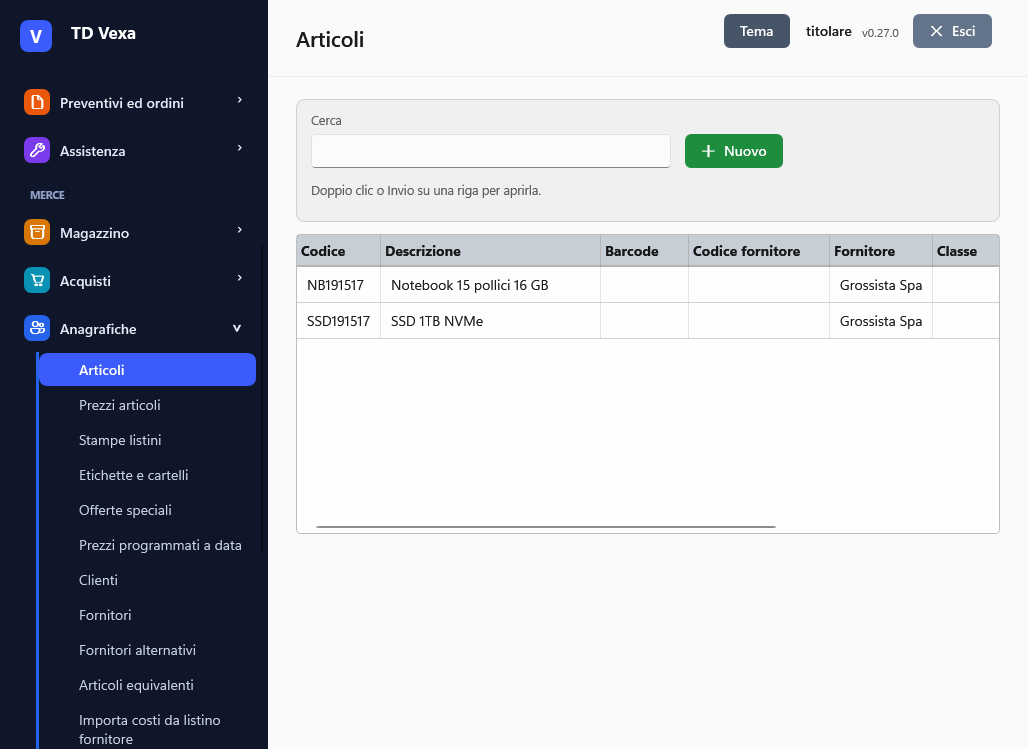 V
TD Vexa
Preventivi ed ordini
Assistenza
MERCE
Magazzino
Acquisti
Anagrafiche
Articoli
Prezzi articoli
Stampe listini
Etichette e cartelli
Offerte speciali
Prezzi programmati a data
Clienti
Fornitori
Fornitori alternativi
Articoli equivalenti
Importa costi da listino
fornitore
Articoli
Tema titolare v0.27.0 Esci
Cerca
Nuovo
Doppio clic o Invio su una riga per aprirla.
Codice Descrizione Barcode Codice fornitore Fornitore Classe
NB191517 Notebook 15 pollici 16 GB Grossista Spa
SSD191517 SSD 1TB NVMe Grossista Spa